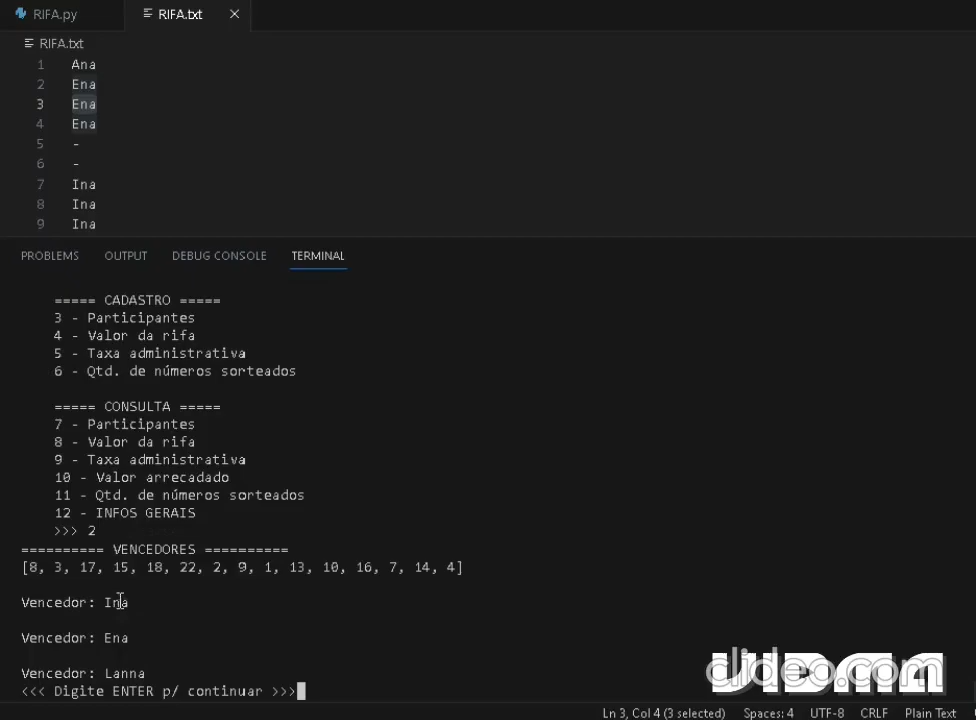 RIFA.py
RIFA.txt
RIFA.txt
1 Ana
2 Ena
3 Ena
4 Ena
5 -
6 -
7 Ina
8 Ina
9 Ina
PROBLEMS OUTPUT DEBUG CONSOLE TERMINAL
===== CADASTRO =====
3 - Participantes
4 - Valor da rifa
5 - Taxa administrativa
6 - Qtd. de números sorteados
===== CONSULTA =====
7 - Participantes
8 - Valor da rifa
9 - Taxa administrativa
10 - Valor arrecadado
11 - Qtd. de números sorteados
12 - INFOS GERAIS
>>> 2
========== VENCEDORES ==========
[8, 3, 17, 15, 18, 22, 2, 9, 1, 13, 10, 16, 7, 14, 4]
Vencedor: Ina
Vencedor: Ena
Vencedor: Lanna
<<< Digite ENTER p/ continuar >>>
clideo.com
Ln 3, Col 4 (3 selected) Spaces: 4 UTF-8 CRLF Plain Text